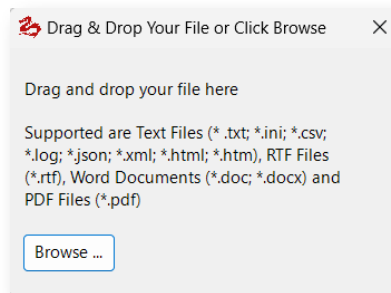 Drag & Drop Your File or Click Browse
Drag and drop your file here
Supported are Text Files (* .txt; *.ini; *.csv;
*.log; *.json; *.xml; *.html; *.htm), RTF Files
(*.rtf), Word Documents (*.doc; *.docx) and
PDF Files (*.pdf)
Browse ...